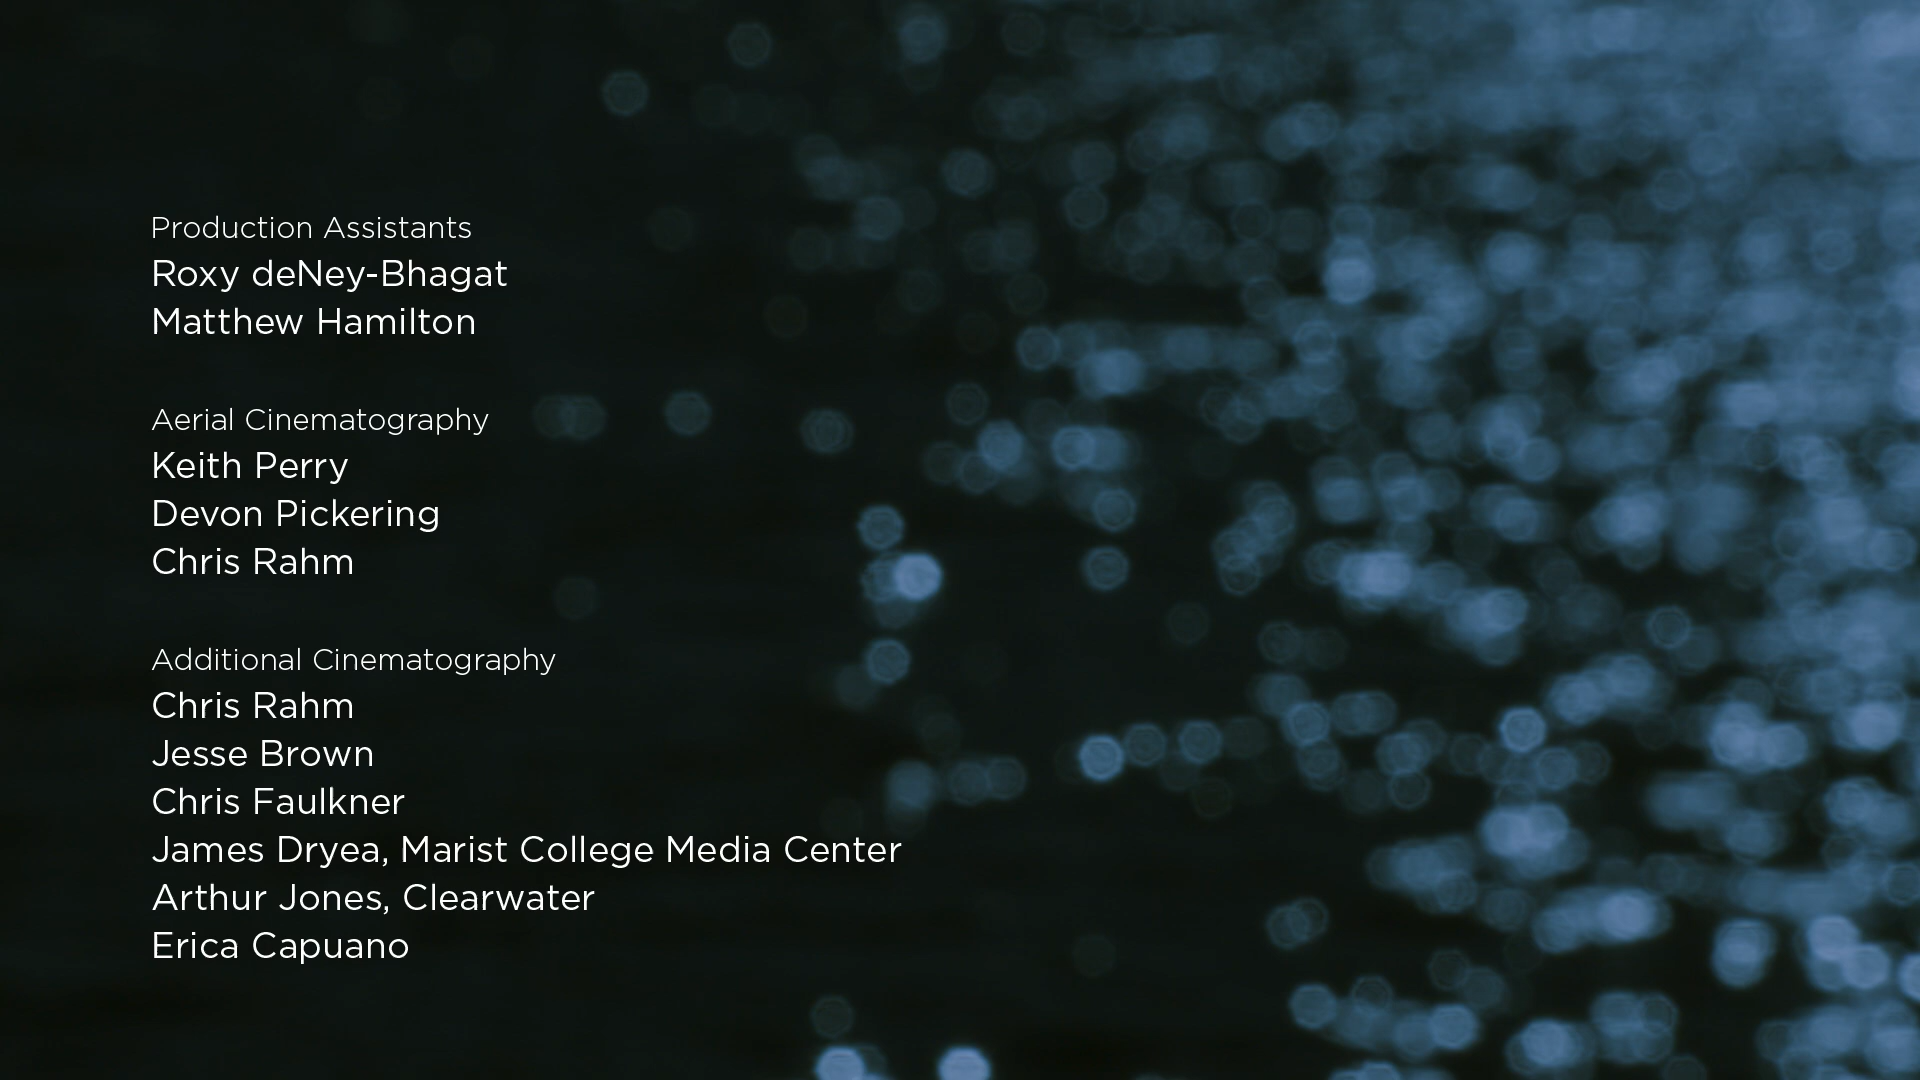 Production Assistants
Roxy deNey-Bhagat
Matthew Hamilton
Aerial Cinematography
Keith Perry
Devon Pickering
Chris Rahm
Additional Cinematography
Chris Rahm
Jesse Brown
Chris Faulkner
James Dryea, Marist College Media Center
Arthur Jones, Clearwater
Erica Capuano